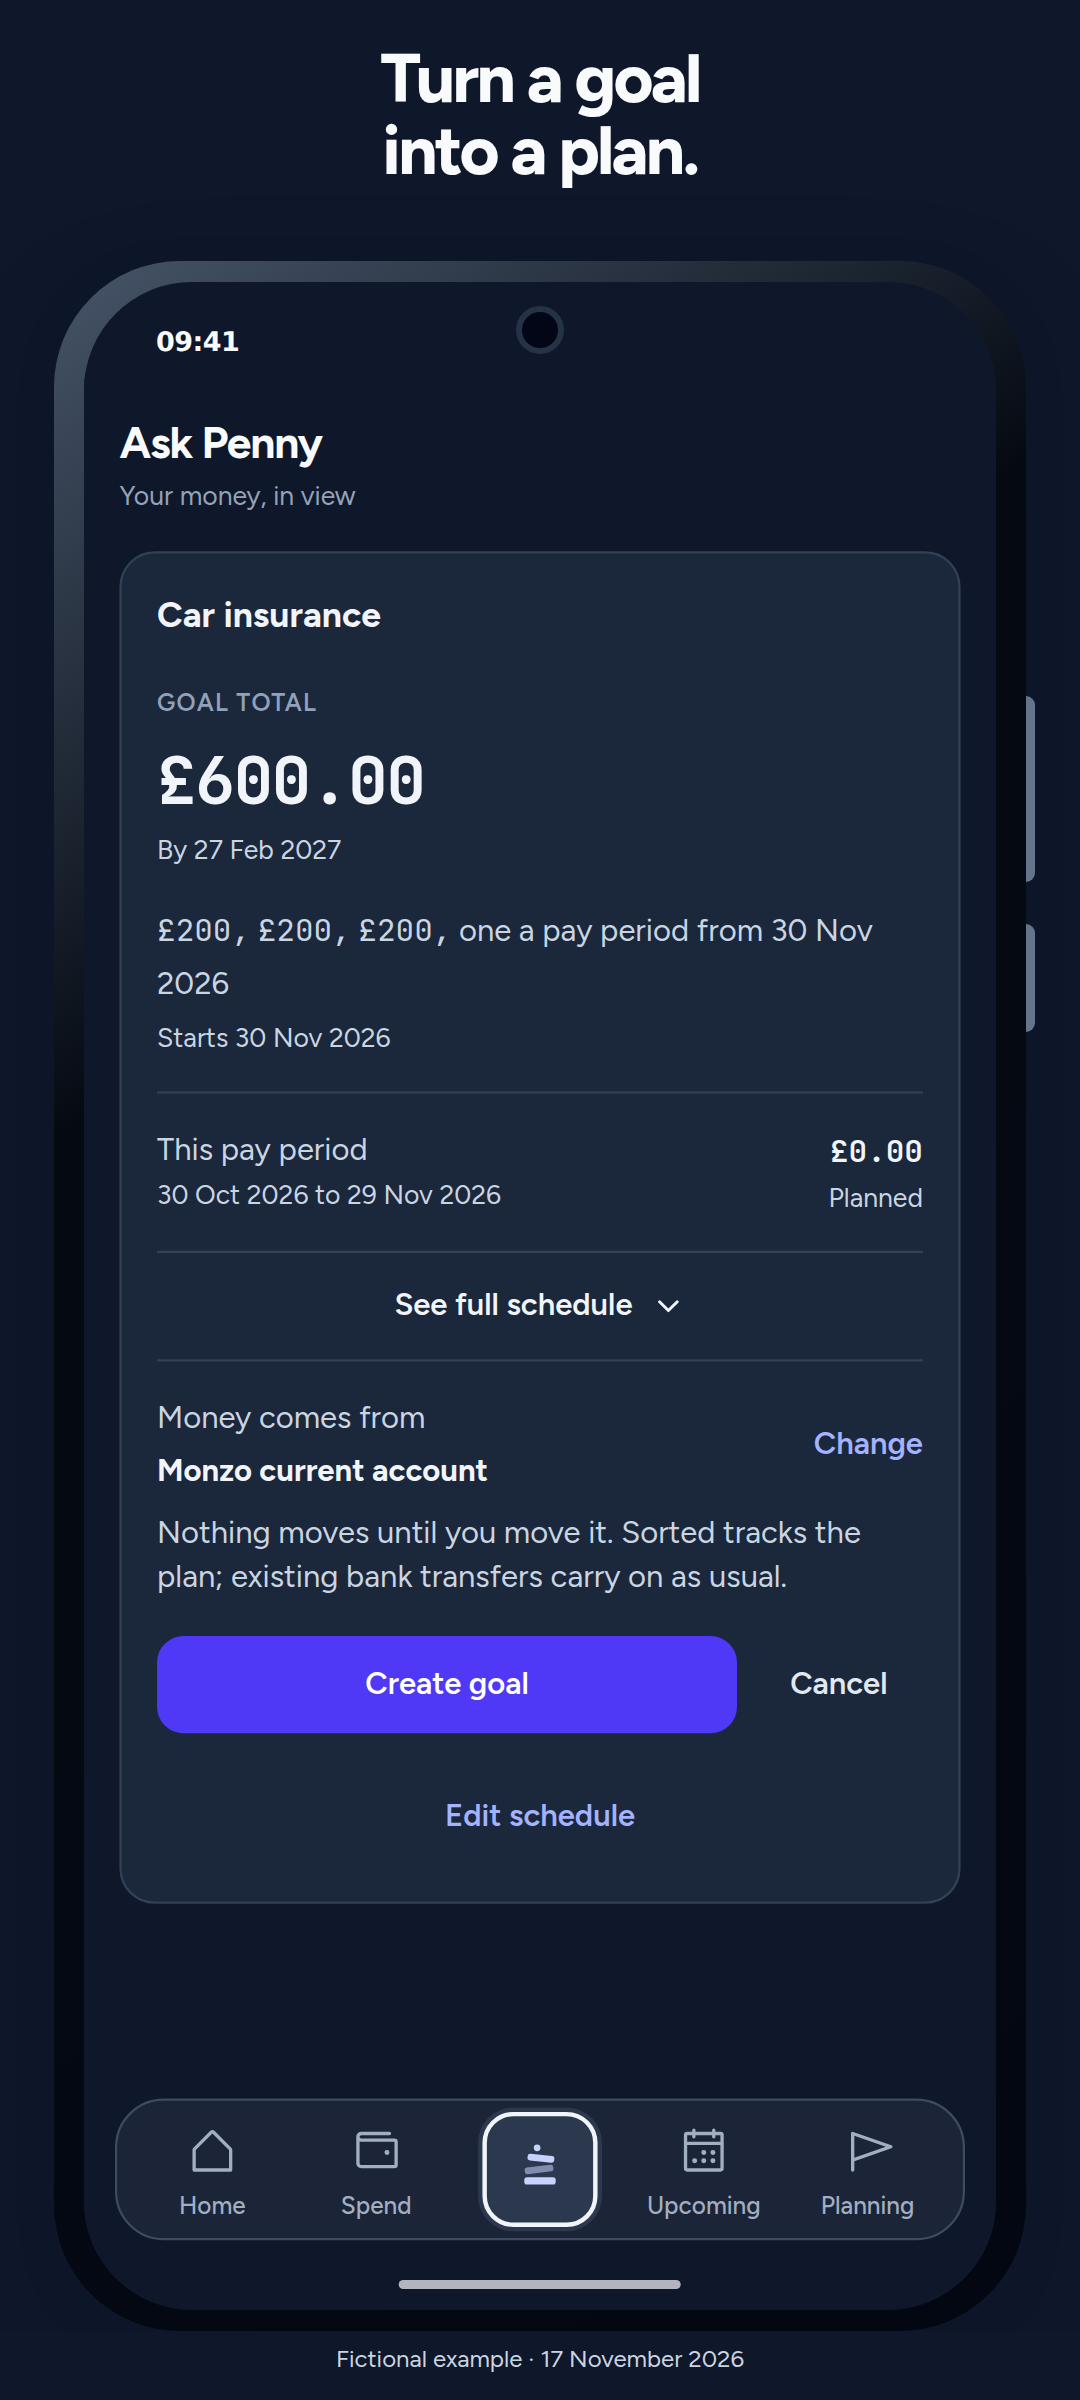 Turn a goal
into a plan.
09:41
Ask Penny
Your money, in view
Car insurance
GOAL TOTAL
£600.00
By 27 Feb 2027
£200, £200, £200, one a pay period from 30 Nov
2026
Starts 30 Nov 2026
This pay period
£0.00
30 Oct 2026 to 29 Nov 2026
Planned
See full schedule
Money comes from
Change
Monzo current account
Nothing moves until you move it. Sorted tracks the
plan; existing bank transfers carry on as usual.
Create goal
Cancel
Edit schedule
Home
Spend
Upcoming
Planning
Fictional example · 17 November 2026